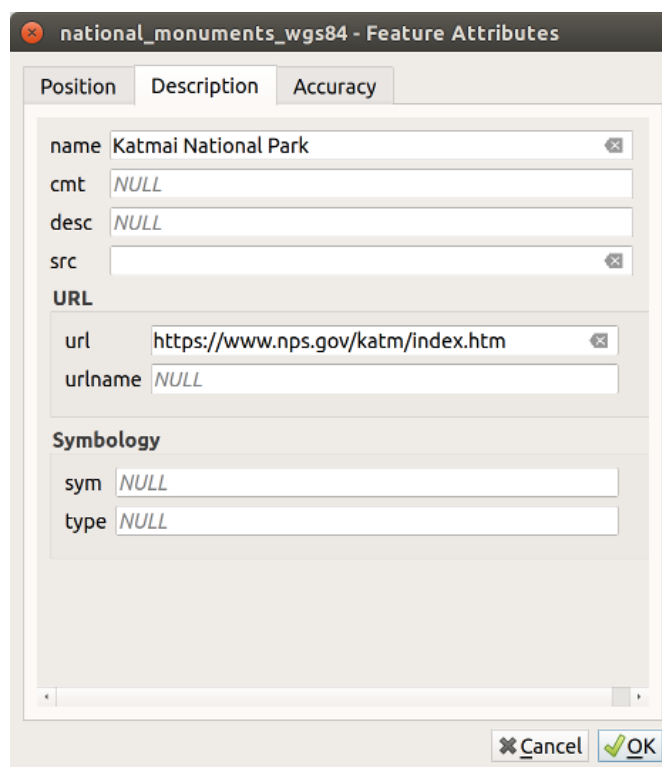 national_monuments_wgs84 - Feature Attributes
Position Description Accuracy
name Katmai National Park
cmt NULL
desc NULL
src
URL
url https://www.nps.gov/katm/index.htm
urlname NULL
Symbology
sym NULL
type NULL
Cancel OK